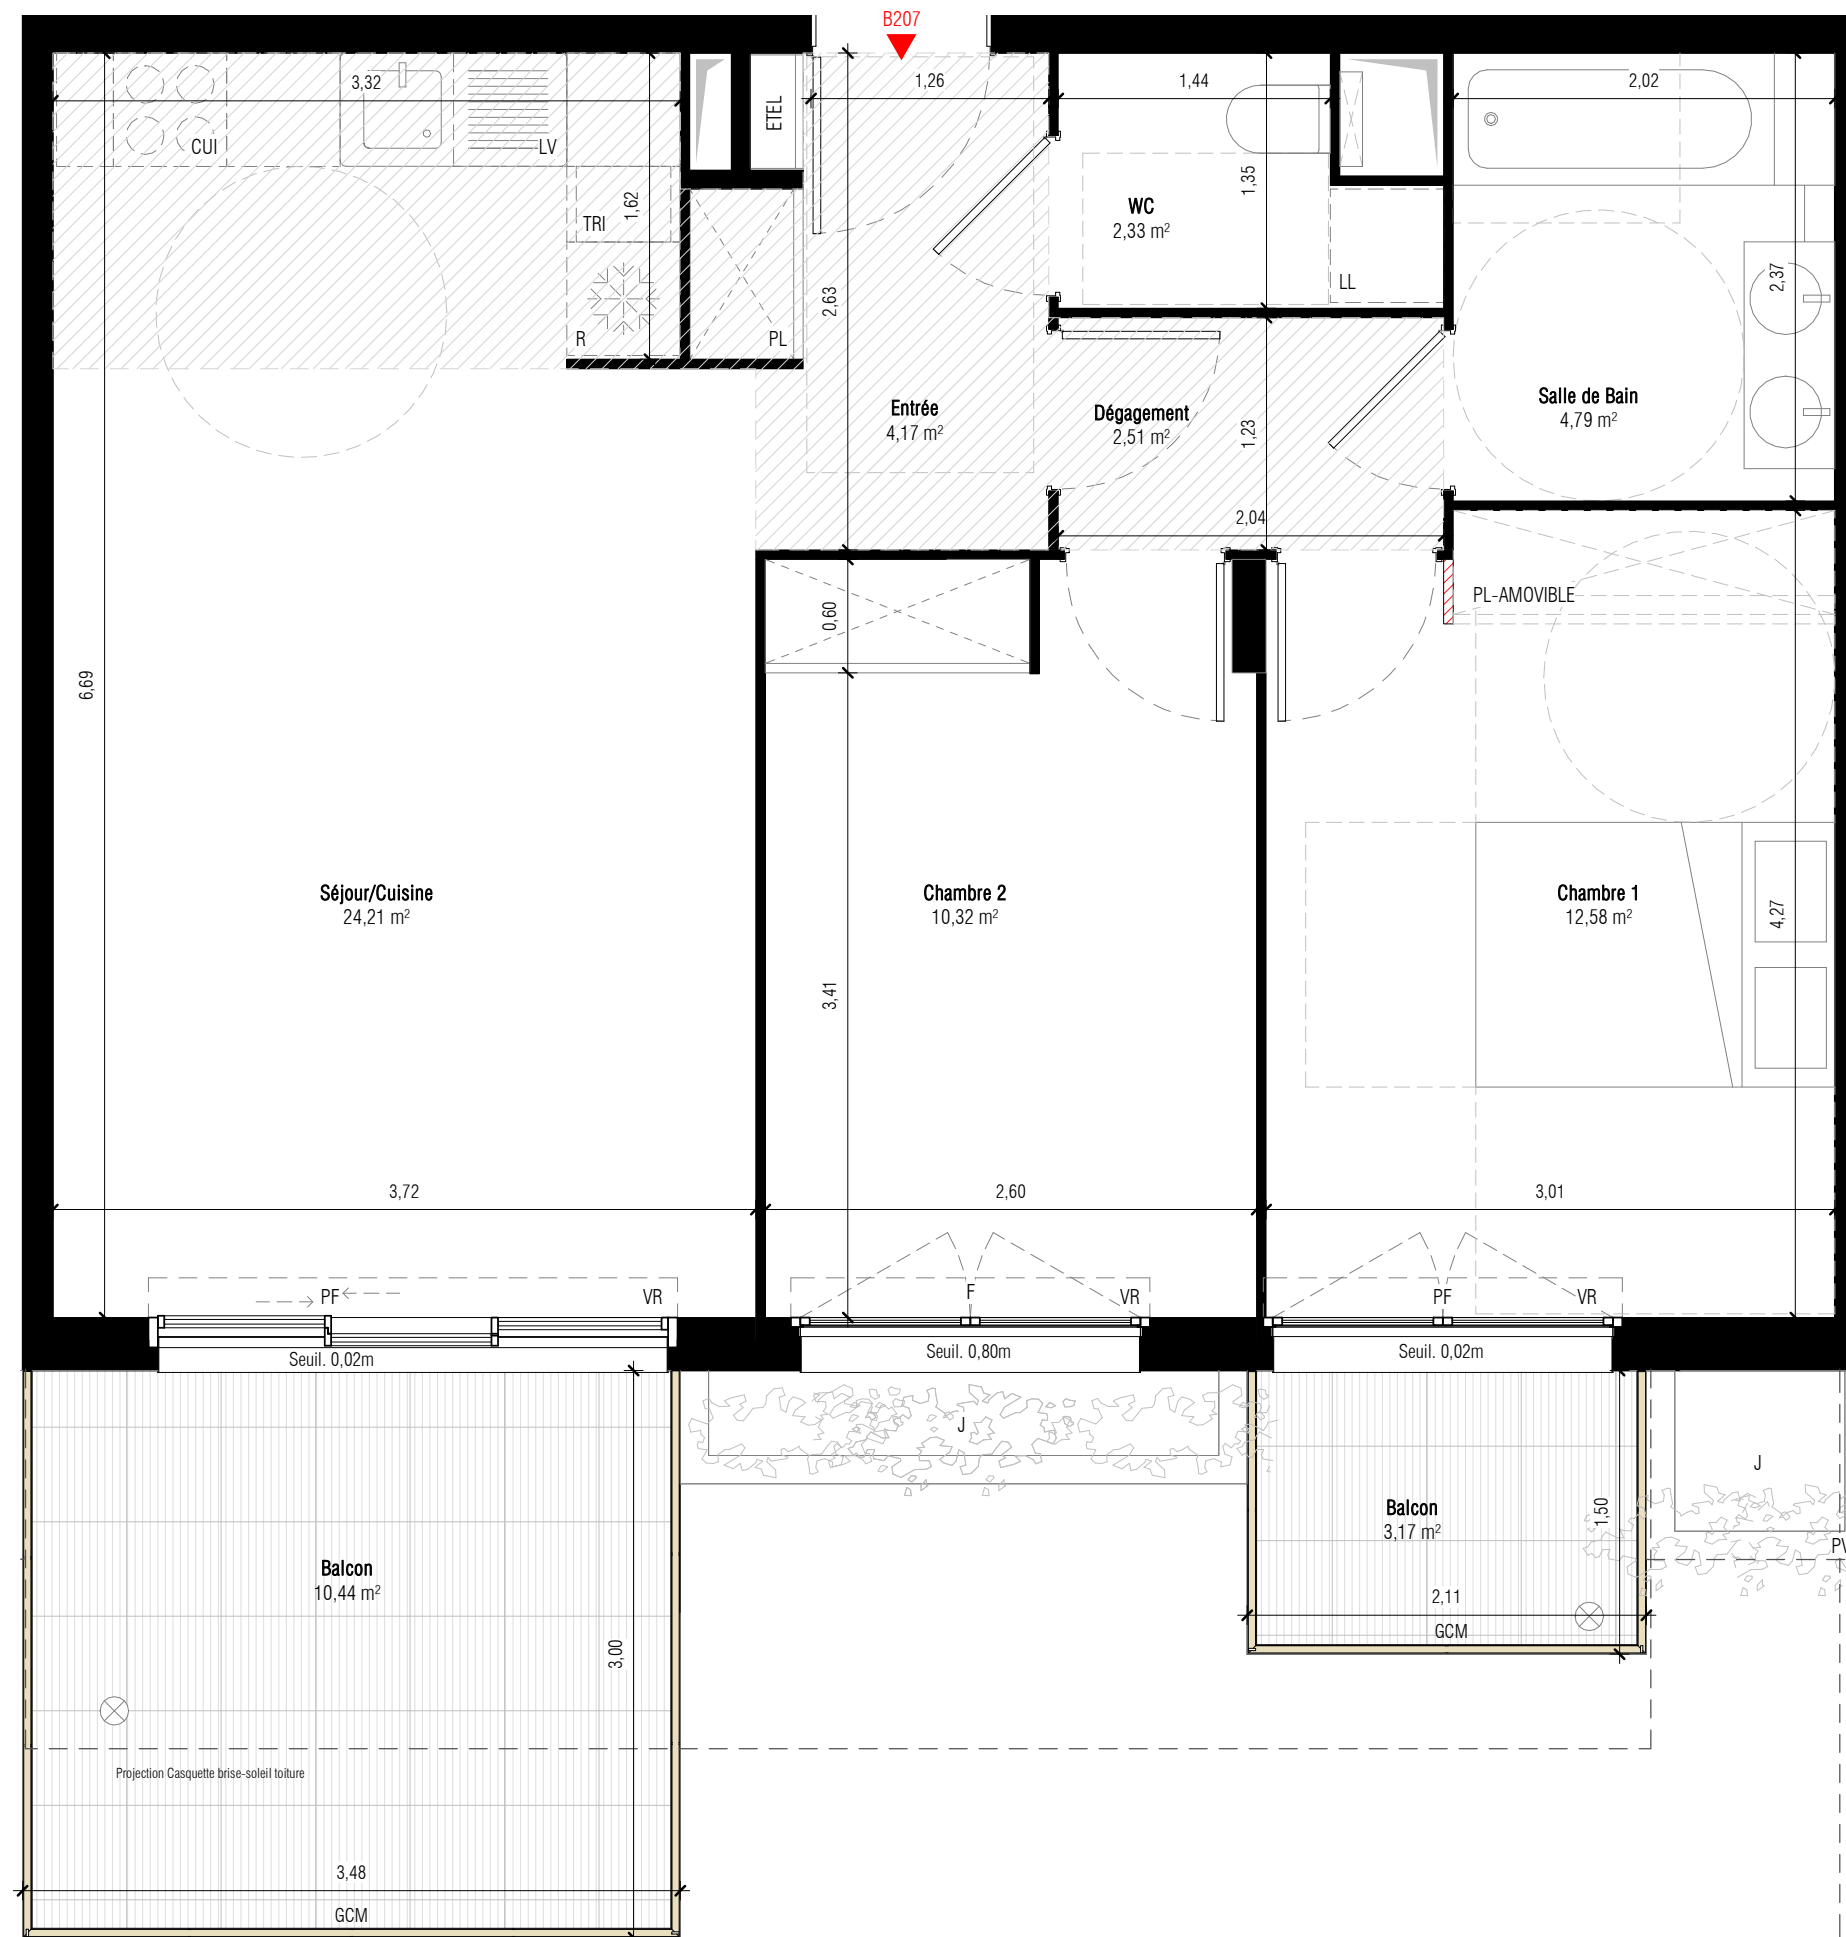 B207
3,32
1,26
1,44
2,02
ETEL
CUI
LV
1,62
1,35
TRI
WC
2,33 m²
2,63
2,37
LL
R
PL
Entrée
4,17 m²
Dégagement
2,51 m²
1,23
Salle de Bain
4,79 m²
2,04
0,60
PL-AMOVIBLE
6,69
Séjour/Cuisine
24,21 m²
Chambre 2
10,32 m²
Chambre 1
12,58 m²
4,27
3,41
3,72
2,60
3,01
PF
VR
F
VR
PF
VR
Seuil. 0,02m
Seuil. 0,80m
Seuil. 0,02m
J
J
Balcon
3,17 m²
1,50
PV
Balcon
10,44 m²
2,11
GCM
3,00
Projection Casquette brise-soleil toiture
3,48
GCM